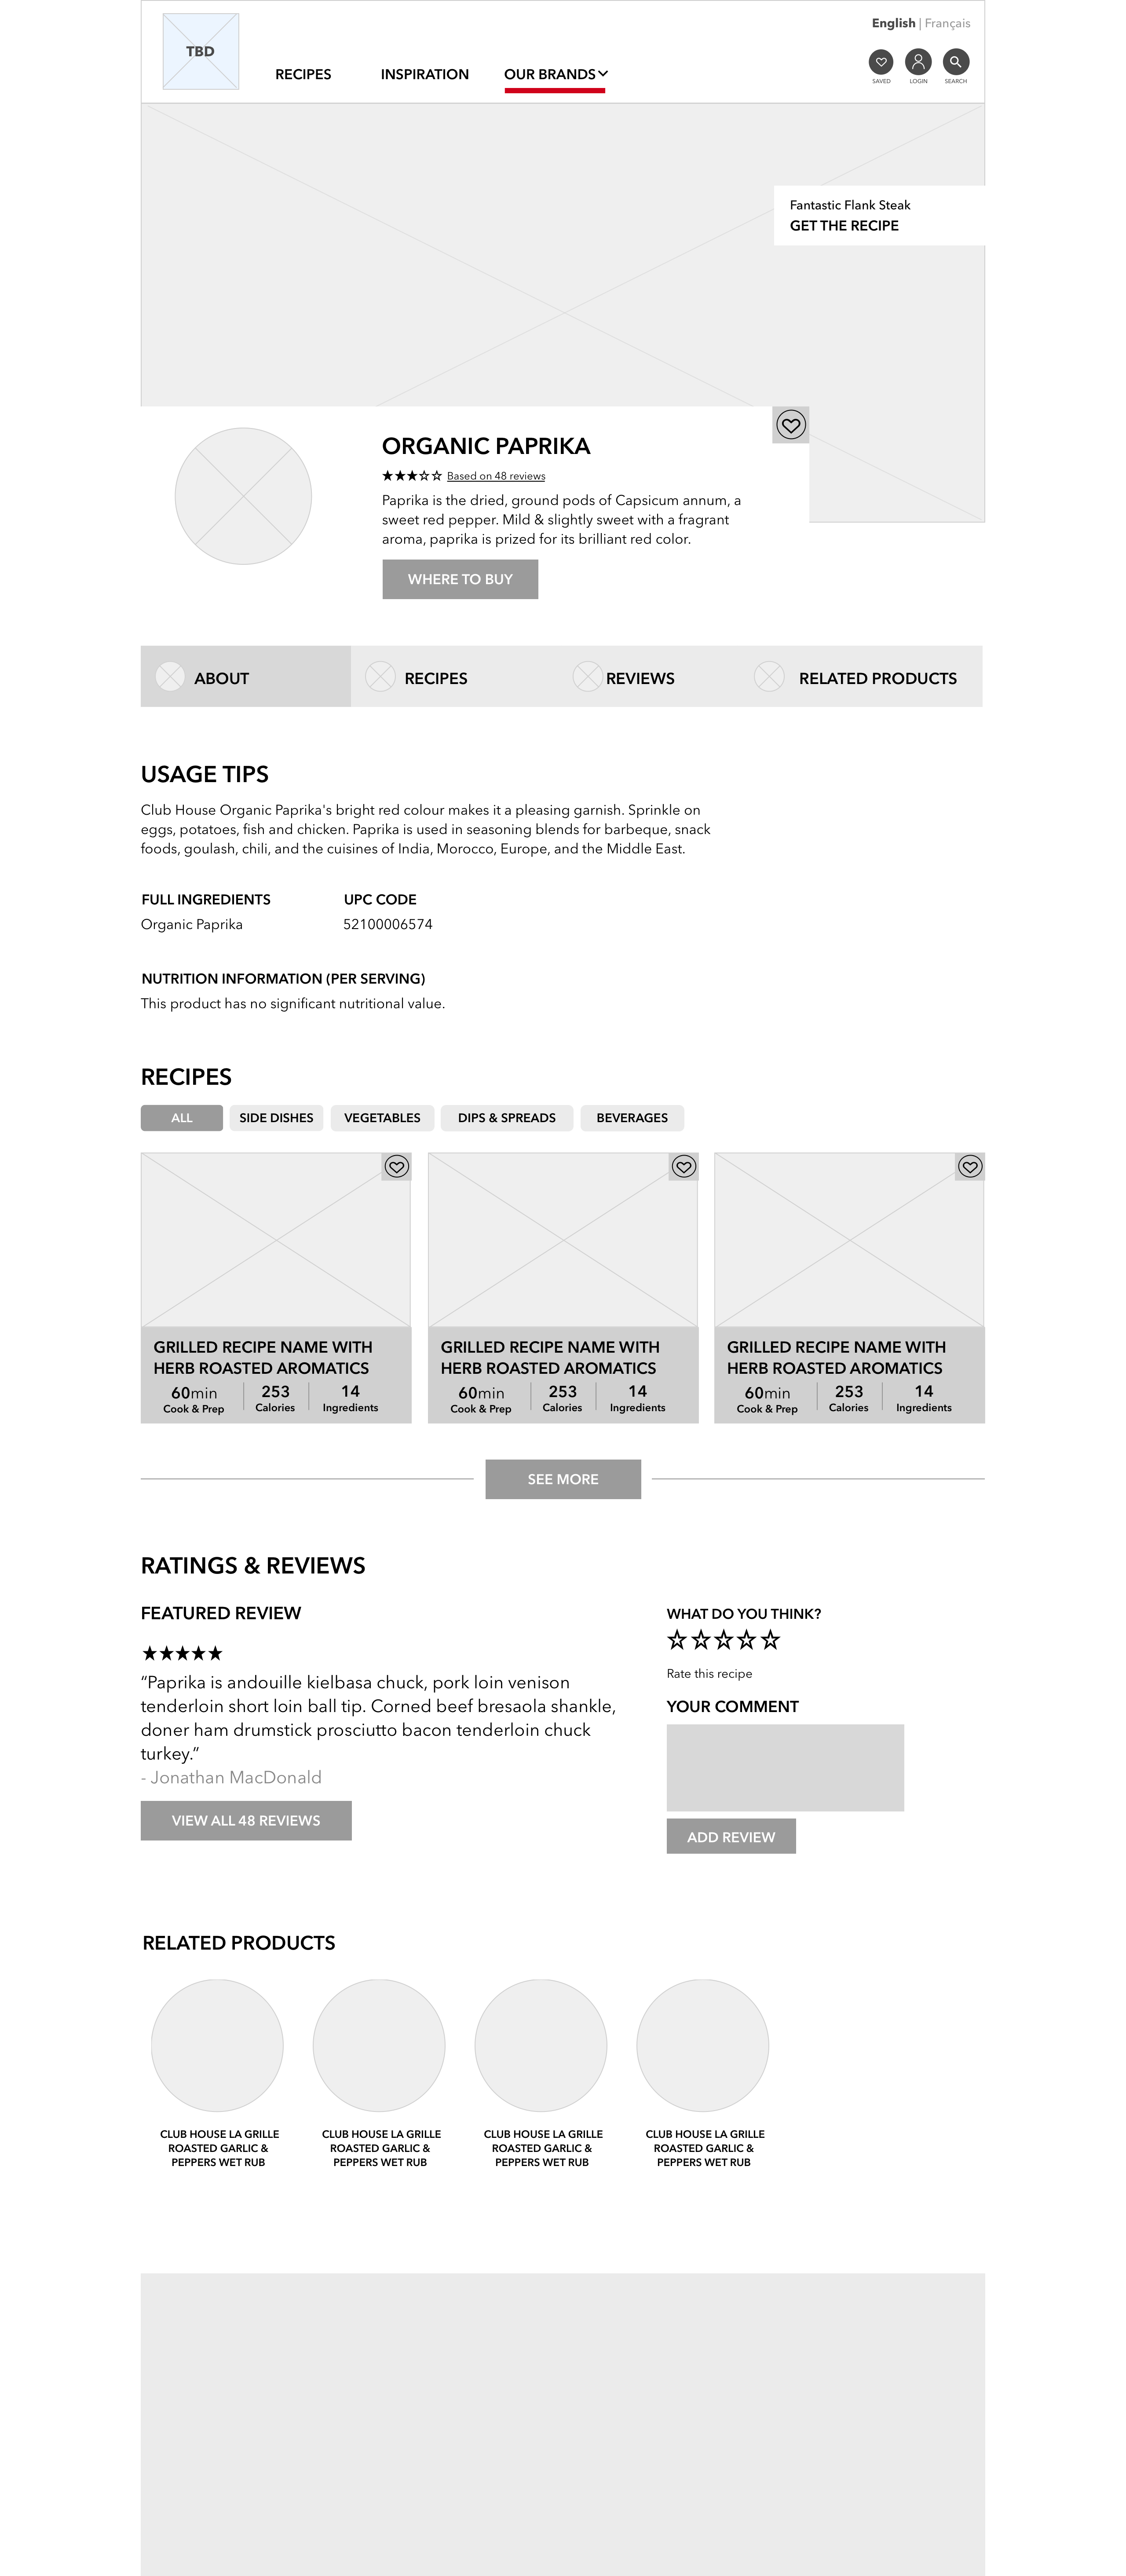 English | Français
TBD
RECIPES
INSPIRATION
OUR BRANDS
SAVED
LOGIN
SEARCH
Fantastic Flank Steak
GET THE RECIPE
ORGANIC PAPRIKA
Based on 48 reviews
Paprika is the dried, ground pods of Capsicum annum, a
sweet red pepper. Mild & slightly sweet with a fragrant
aroma, paprika is prized for its brilliant red color.
WHERE TO BUY
ABOUT
RECIPES
REVIEWS
RELATED PRODUCTS
USAGE TIPS
Club House Organic Paprika's bright red colour makes it a pleasing garnish. Sprinkle on
eggs, potatoes, fish and chicken. Paprika is used in seasoning blends for barbeque, snack
foods, goulash, chili, and the cuisines of India, Morocco, Europe, and the Middle East.
FULL INGREDIENTS
Organic Paprika
UPC CODE
52100006574
NUTRITION INFORMATION (PER SERVING)
This product has no significant nutritional value.
RECIPES
ALL
SIDE DISHES
VEGETABLES
DIPS & SPREADS
BEVERAGES
GRILLED RECIPE NAME WITH
HERB ROASTED AROMATICS
60min
Cook & Prep
253
Calories
14
Ingredients
GRILLED RECIPE NAME WITH
HERB ROASTED AROMATICS
60min
Cook & Prep
253
Calories
14
Ingredients
GRILLED RECIPE NAME WITH
HERB ROASTED AROMATICS
60min
Cook & Prep
253
Calories
14
Ingredients
SEE MORE
RATINGS & REVIEWS
FEATURED REVIEW
“Paprika is andouille kielbasa chuck, pork loin venison
tenderloin short loin ball tip. Corned beef bresaola shankle,
doner ham drumstick prosciutto bacon tenderloin chuck
turkey.”
- Jonathan MacDonald
VIEW ALL 48 REVIEWS
WHAT DO YOU THINK?
Rate this recipe
YOUR COMMENT
ADD REVIEW
RELATED PRODUCTS
CLUB HOUSE LA GRILLE
ROASTED GARLIC &
PEPPERS WET RUB
CLUB HOUSE LA GRILLE
ROASTED GARLIC &
PEPPERS WET RUB
CLUB HOUSE LA GRILLE
ROASTED GARLIC &
PEPPERS WET RUB
CLUB HOUSE LA GRILLE
ROASTED GARLIC &
PEPPERS WET RUB